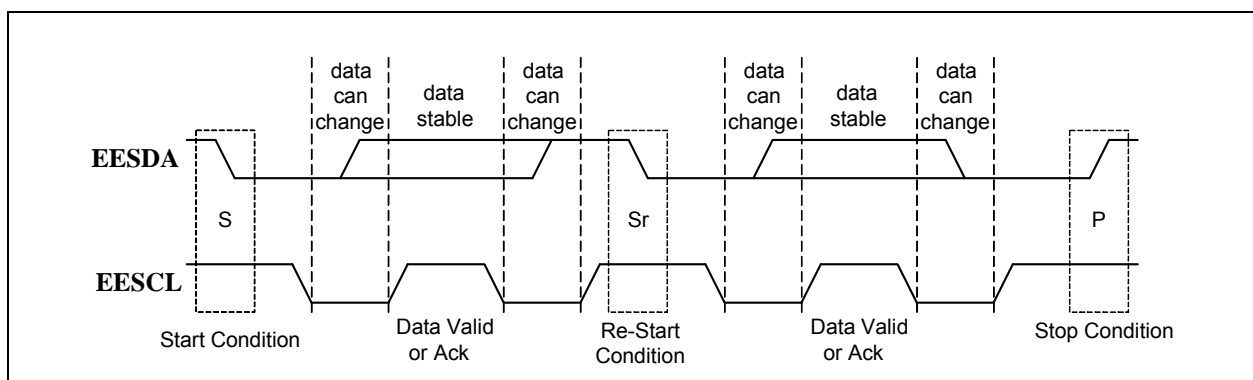 data
can
change
data
stable
data
can
change
data
can
change
data
stable
data
can
change
EESDA
S
Sr
P
EESCL
Start Condition
Data Valid
or Ack
Re-Start
Condition
Data Valid
or Ack
Stop Condition